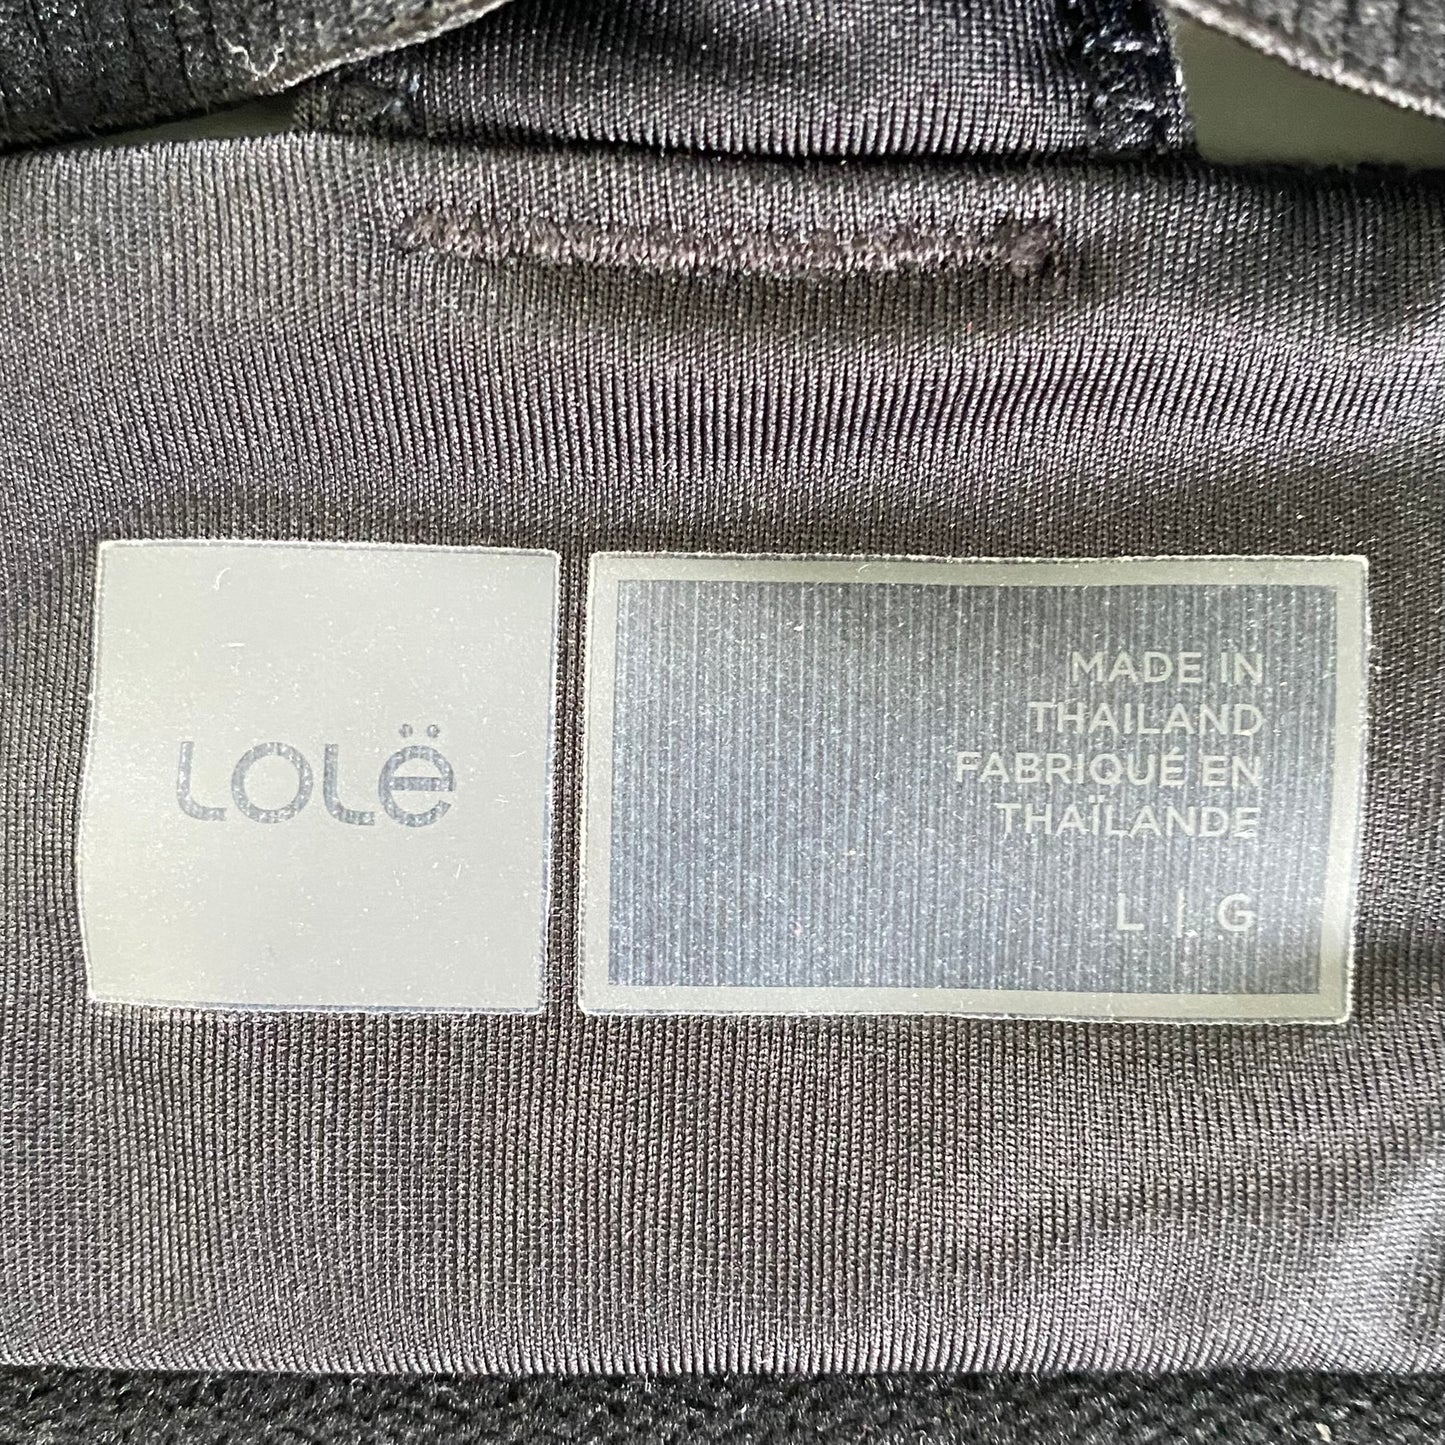 LOLË
MADE IN
THAILAND
FABRIQUÉ EN
THAÏLANDE
L | G